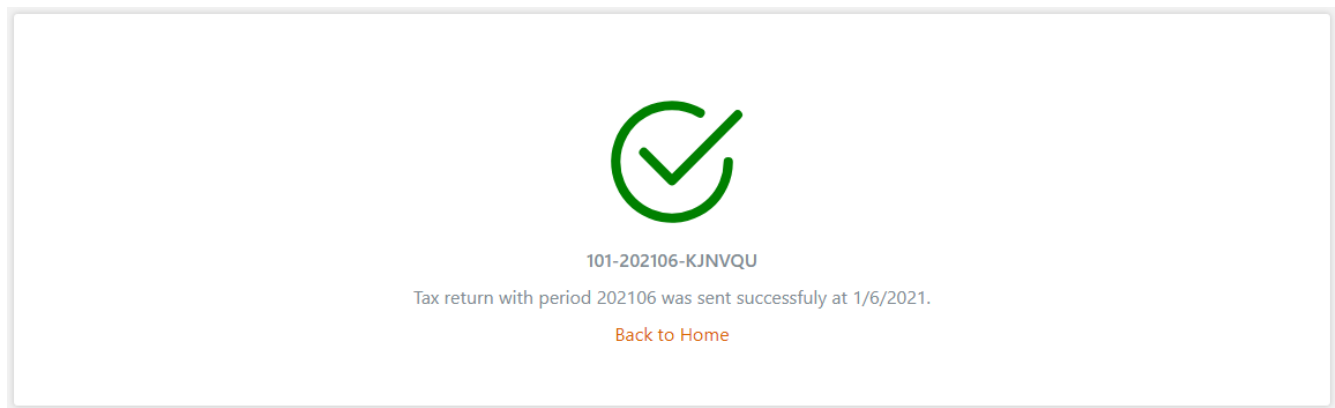 101-202106-KJNVQU
Tax return with period 202106 was sent successfuly at 1/6/2021.
Back to Home